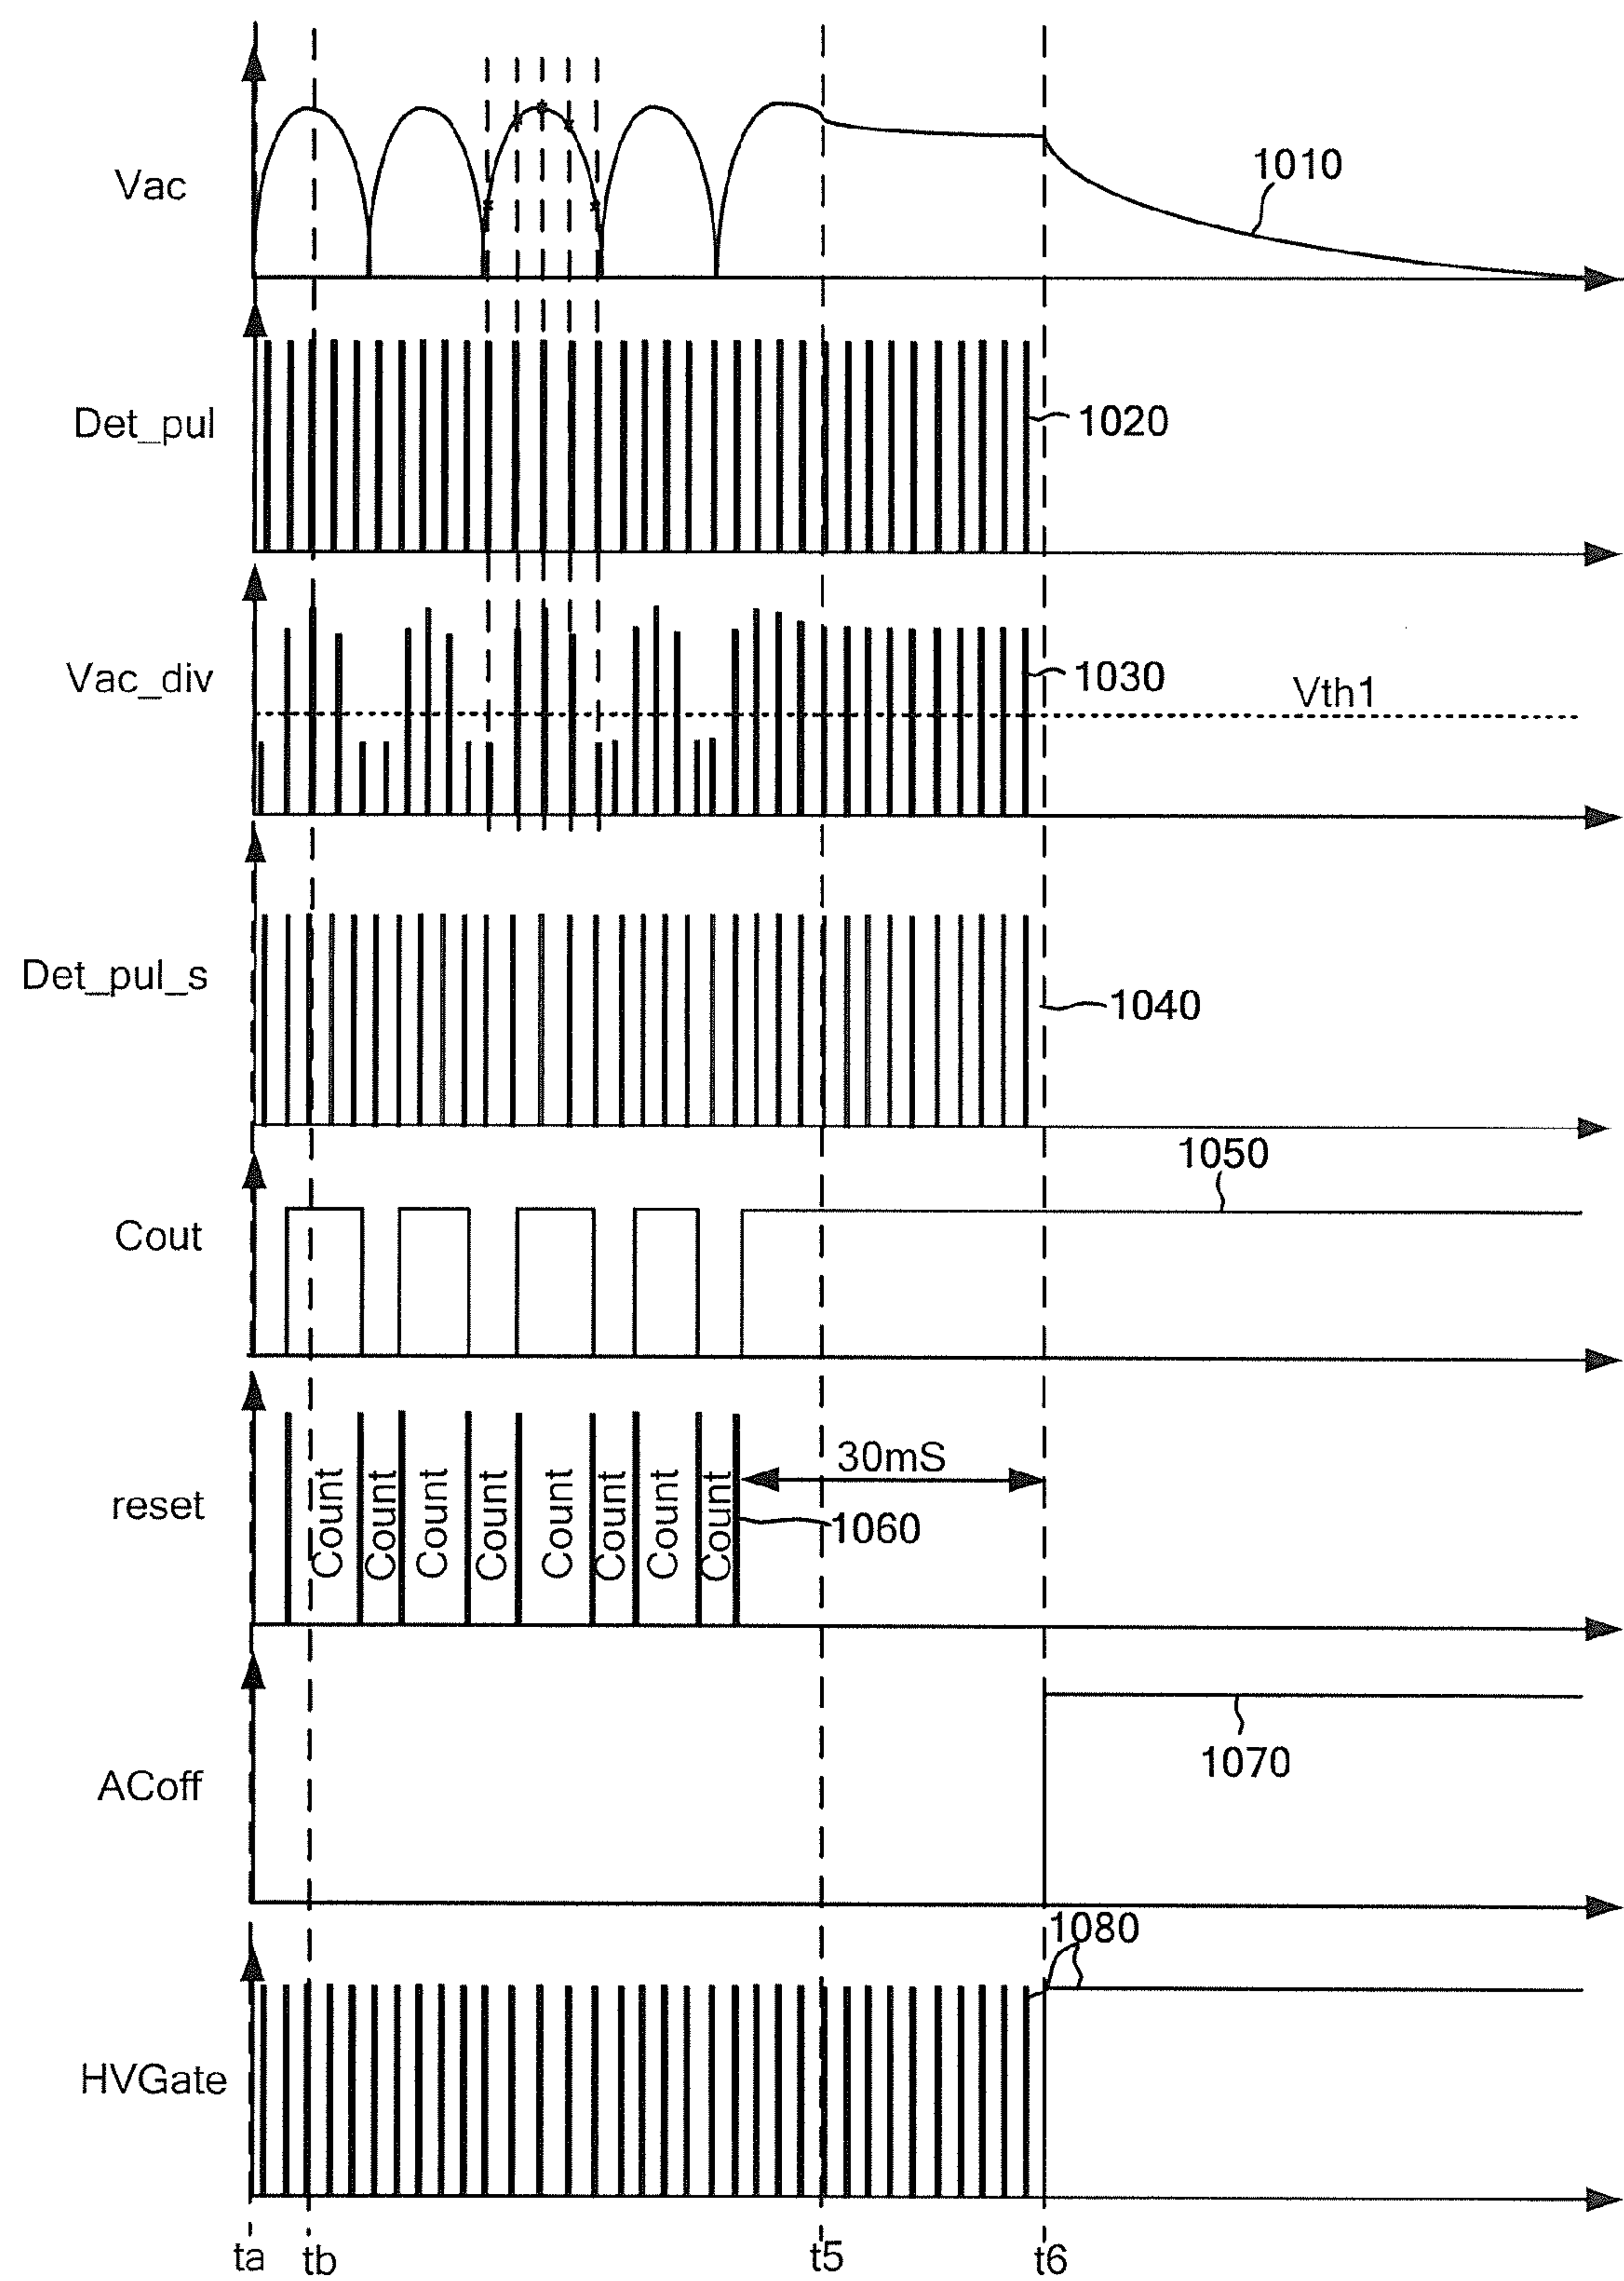 Vac
1010
Det_pul
1020
Vac_div
1030
Vth1
Det_pul_s
1040
1050
Cout
reset
Count
Count
Count
Count
Count
Count
Count
Count
30mS
1060
ACoff
1070
1080
HVGate
ta
tb
t5
t6